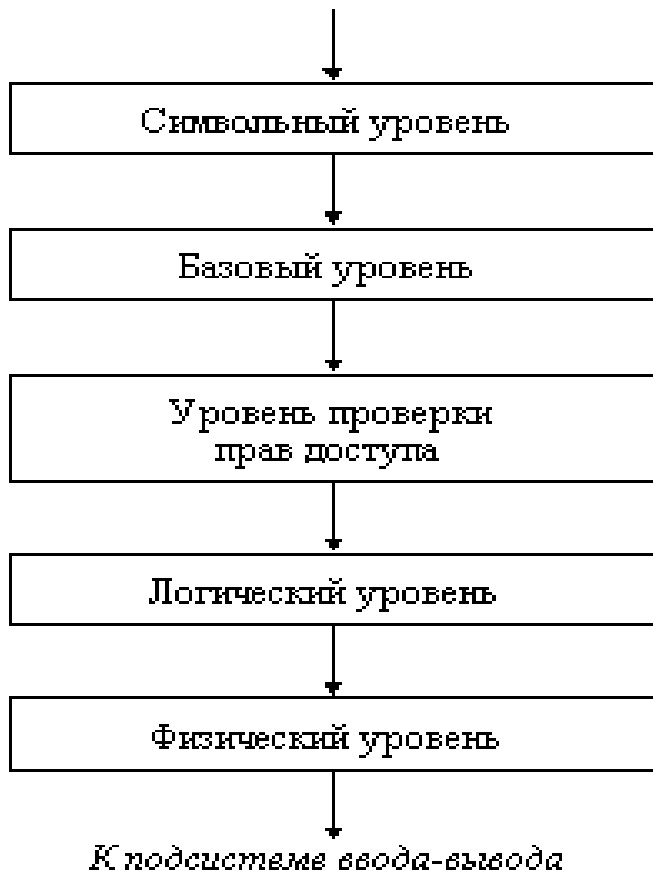 Символьный уровень
Базовый уровень
Уровень проверки
прав доступа
Логический уровень
Физический уровень
К подсистеме ввода-вывода